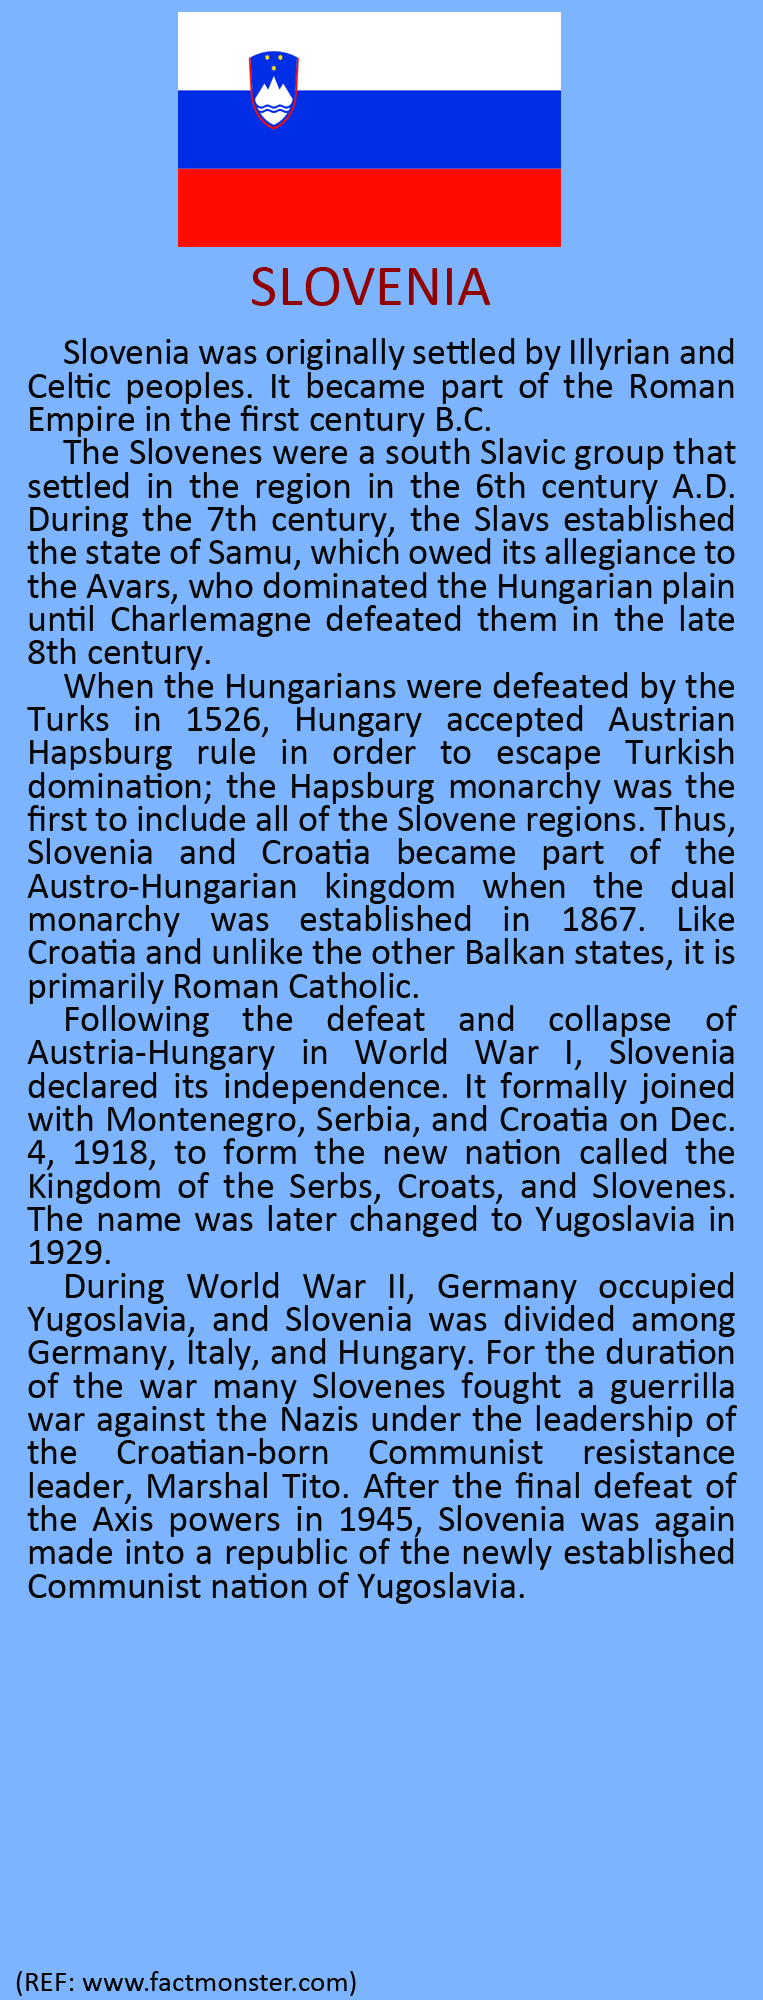 SLOVENIA
Slovenia was originally settled by Illyrian and
Celtic peoples. It became part of the Roman
Empire in the first century B.C.
The Slovenes were a south Slavic group that
settled in the region in the 6th century A.D.
During the 7th century, the Slavs established
the state of Samu, which owed its allegiance to
the Avars, who dominated the Hungarian plain
until Charlemagne defeated them in the late
8th century.
When the Hungarians were defeated by the
Turks in 1526, Hungary accepted Austrian
Hapsburg rule in order to escape Turkish
domination; the Hapsburg monarchy was the
first to include all of the Slovene regions. Thus,
Slovenia and Croatia became part of the
Austro-Hungarian kingdom when the dual
monarchy was established in 1867. Like
Croatia and unlike the other Balkan states, it is
primarily Roman Catholic.
Following the defeat and collapse of
Austria-Hungary in World War I, Slovenia
declared its independence. It formally joined
with Montenegro, Serbia, and Croatia on Dec.
4, 1918, to form the new nation called the
Kingdom of the Serbs, Croats, and Slovenes.
The name was later changed to Yugoslavia in
1929.
During World War II, Germany occupied
Yugoslavia, and Slovenia was divided among
Germany, Italy, and Hungary. For the duration
of the war many Slovenes fought a guerrilla
war against the Nazis under the leadership of
the Croatian-born Communist resistance
leader, Marshal Tito. After the final defeat of
the Axis powers in 1945, Slovenia was again
made into a republic of the newly established
Communist nation of Yugoslavia.
(REF: www.factmonster.com)